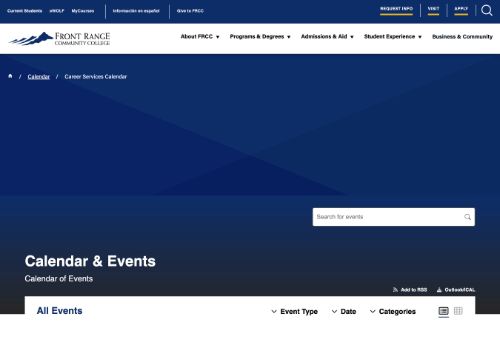 Current Students eWOLF MyCourses Información en español Give to FRCC REQUEST INFO VISIT APPLY
FRONT RANGE
COMMUNITY COLLEGE
About FRCC Programs & Degrees Admissions & Aid Student Experience Business & Community
/ Calendar / Career Services Calendar
Search for events
Calendar & Events
Calendar of Events
Add to RSS Outlook/iCAL
All Events Event Type Date Categories